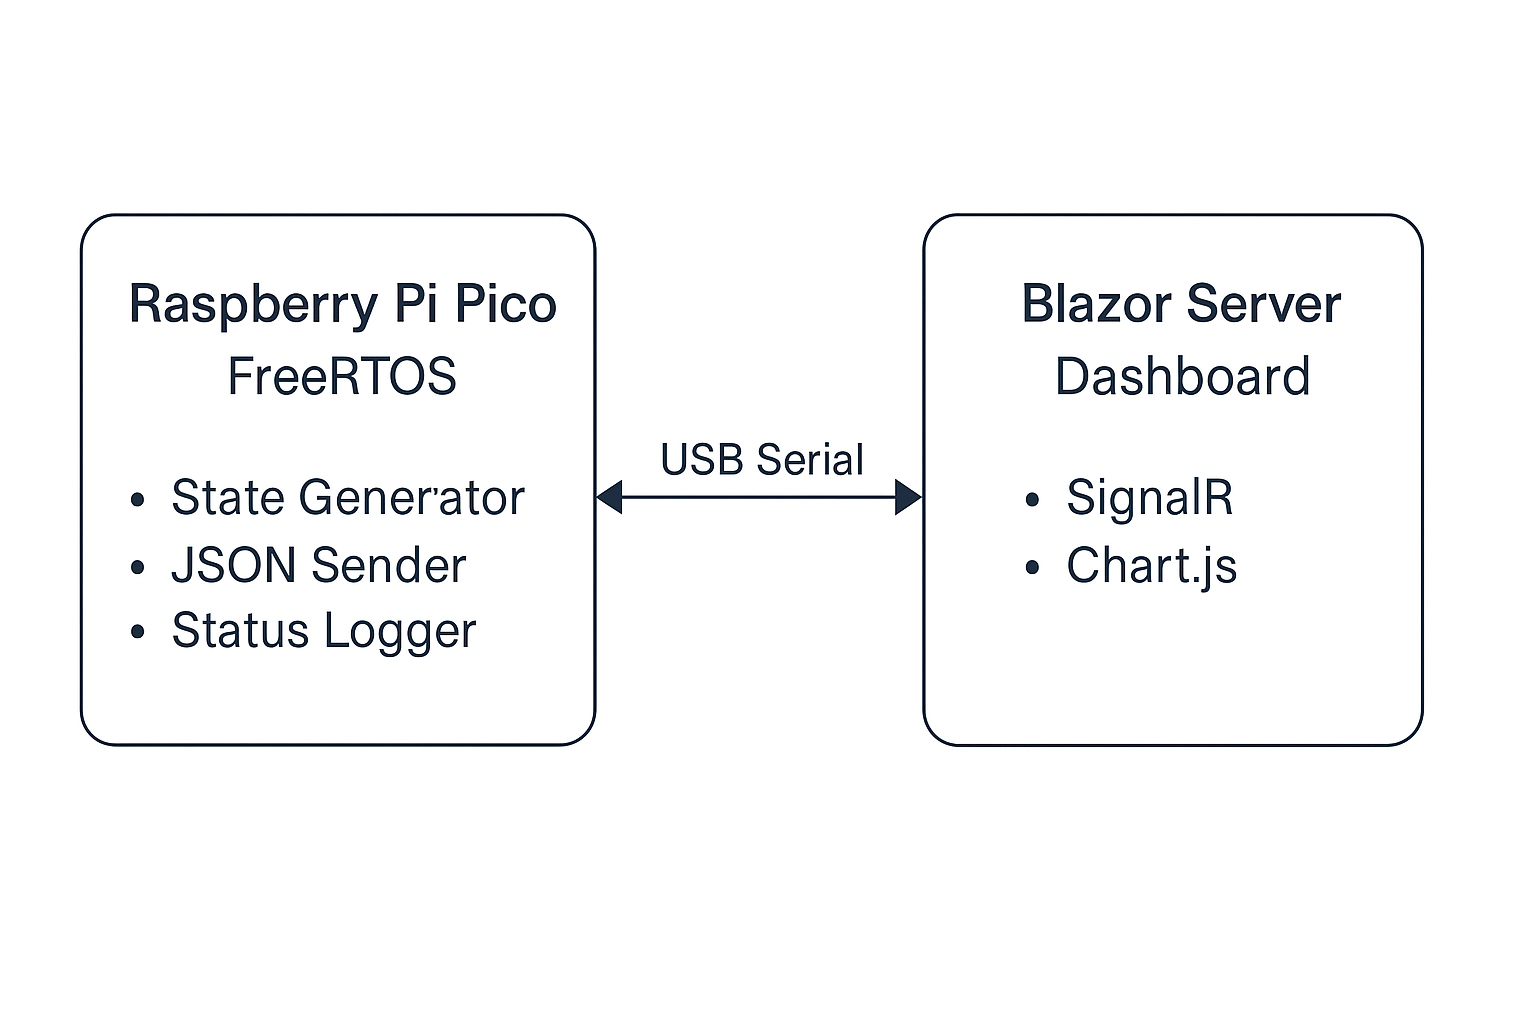 Raspberry Pi Pico
FreeRTOS
• State Generator
• JSON Sender
• Status Logger
USB Serial
Blazor Server
Dashboard
• SignalR
• Chart.js